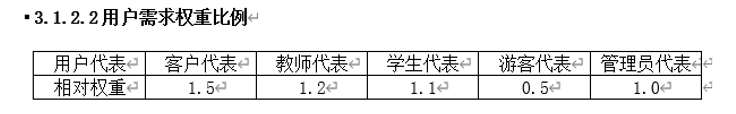 ▪3.1.2.2用户需求权重比例↵
用户代表↵ 客户代表↵ 教师代表↵ 学生代表↵ 游客代表↵ 管理员代表↵ ↵
相对权重↵ 1.5↵ 1.2↵ 1.1↵ 0.5↵ 1.0↵ ↵